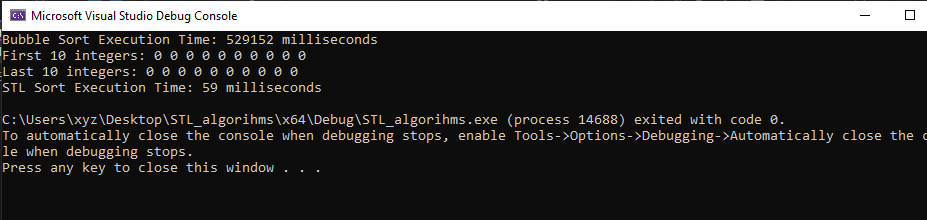 Microsoft Visual Studio Debug Console
Bubble Sort Execution Time: 529152 milliseconds
First 10 integers: 0 0 0 0 0 0 0 0 0 0
Last 10 integers: 0 0 0 0 0 0 0 0 0 0
STL Sort Execution Time: 59 milliseconds
C:\Users\xyz\Desktop\STL_algorihms\x64\Debug\STL_algorihms.exe (process 14688) exited with code 0.
To automatically close the console when debugging stops, enable Tools->Options->Debugging->Automatically close the
le when debugging stops.
Press any key to close this window . . .